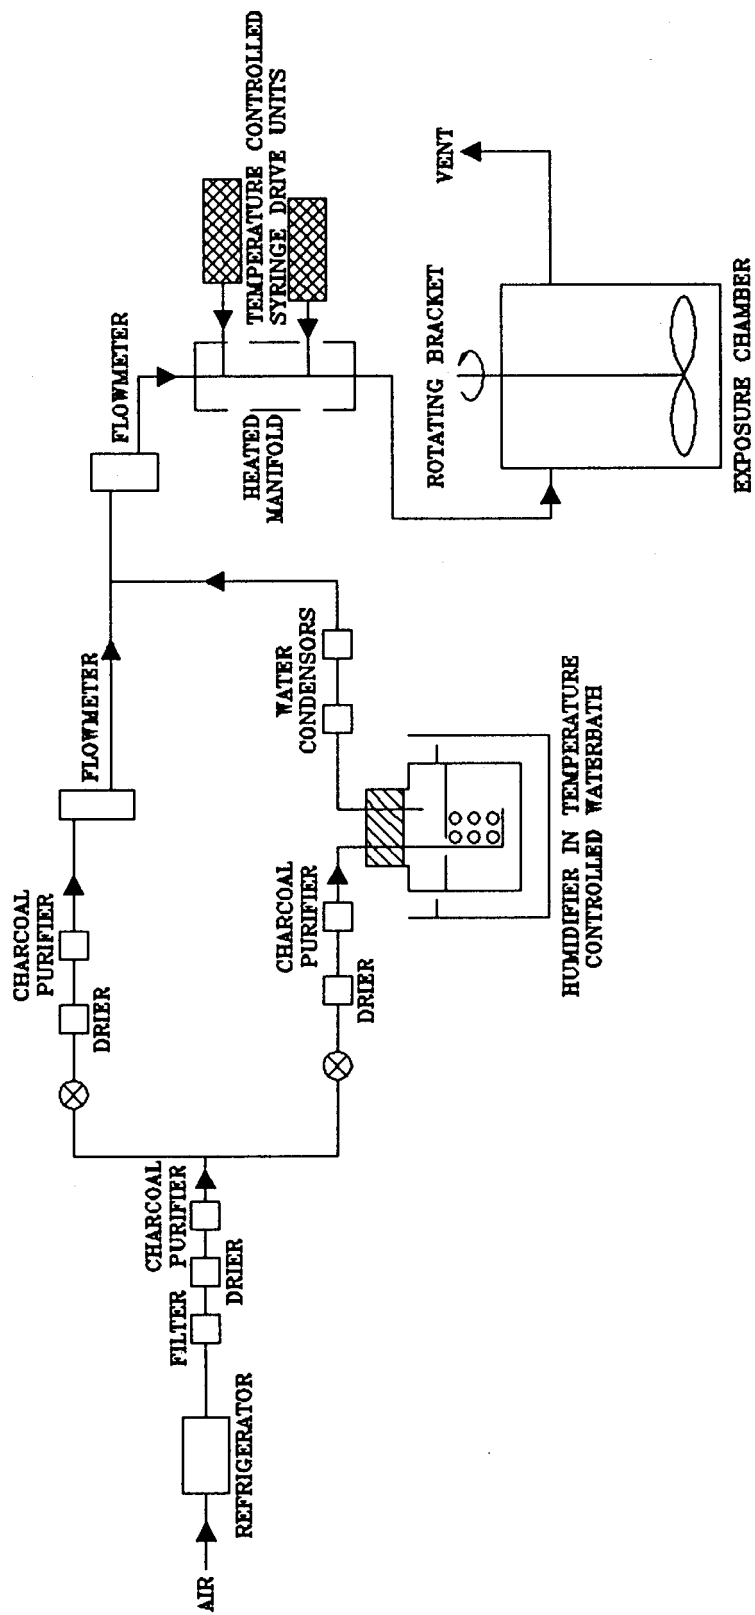 AIR
REFRIGERATOR
FILTER
DRIER
CHARCOAL
PURIFIER
DRIER
CHARCOAL
PURIFIER
FLOWMETER
DRIER
CHARCOAL
PURIFIER
HUMIDIFIER IN TEMPERATURE
CONTROLLED WATERBATH
WATER
CONDENSORS
FLOWMETER
HEATED
MANIFOLD
TEMPERATURE CONTROLLED
SYRINGE DRIVE UNITS
ROTATING BRACKET
VENT
EXPOSURE CHAMBER